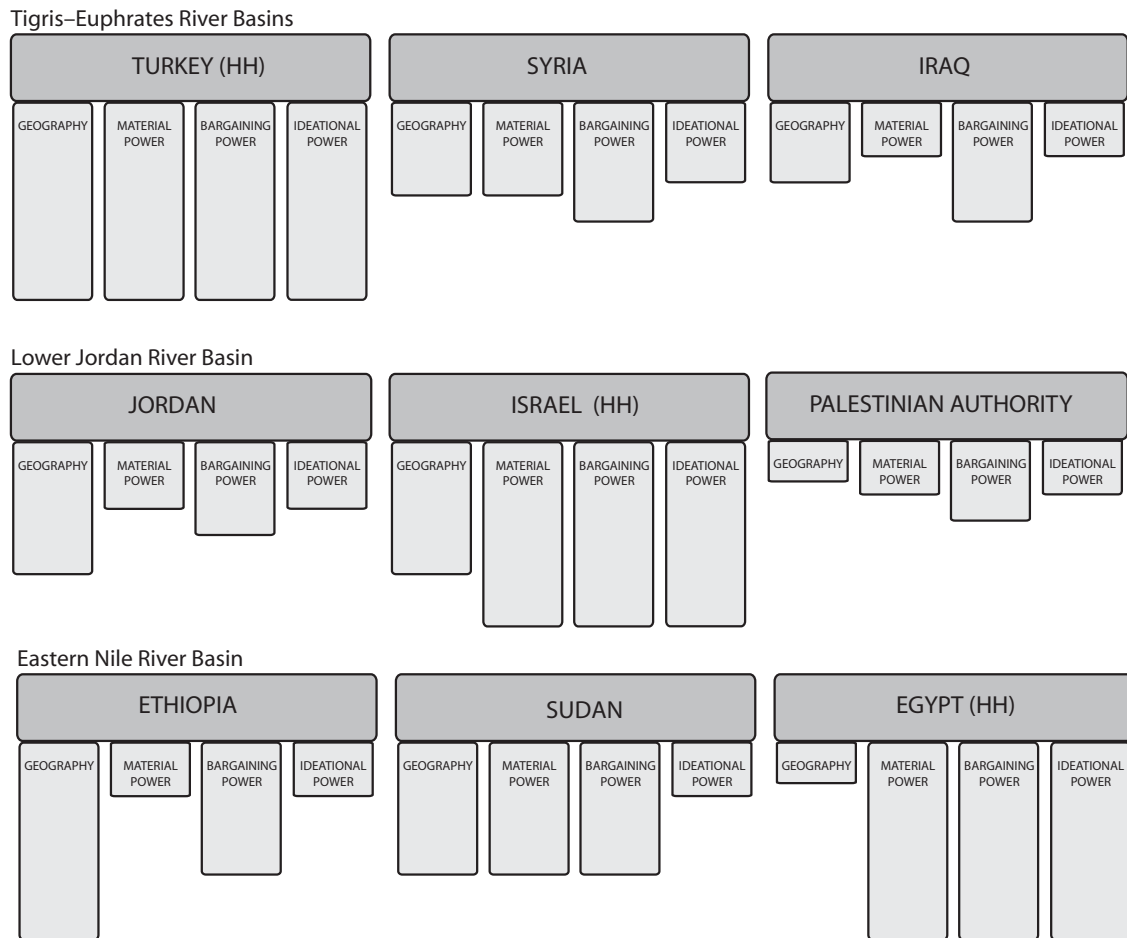 Tigris–Euphrates River Basins
TURKEY (HH)
GEOGRAPHY
MATERIAL
POWER
BARGAINING
POWER
IDEATIONAL
POWER
SYRIA
GEOGRAPHY
MATERIAL
POWER
BARGAINING
POWER
IDEATIONAL
POWER
IRAQ
GEOGRAPHY
MATERIAL
POWER
BARGAINING
POWER
IDEATIONAL
POWER
Lower Jordan River Basin
JORDAN
GEOGRAPHY
MATERIAL
POWER
BARGAINING
POWER
IDEATIONAL
POWER
ISRAEL (HH)
GEOGRAPHY
MATERIAL
POWER
BARGAINING
POWER
IDEATIONAL
POWER
PALESTINIAN AUTHORITY
GEOGRAPHY
MATERIAL
POWER
BARGAINING
POWER
IDEATIONAL
POWER
Eastern Nile River Basin
ETHIOPIA
GEOGRAPHY
MATERIAL
POWER
BARGAINING
POWER
IDEATIONAL
POWER
SUDAN
GEOGRAPHY
MATERIAL
POWER
BARGAINING
POWER
IDEATIONAL
POWER
EGYPT (HH)
GEOGRAPHY
MATERIAL
POWER
BARGAINING
POWER
IDEATIONAL
POWER